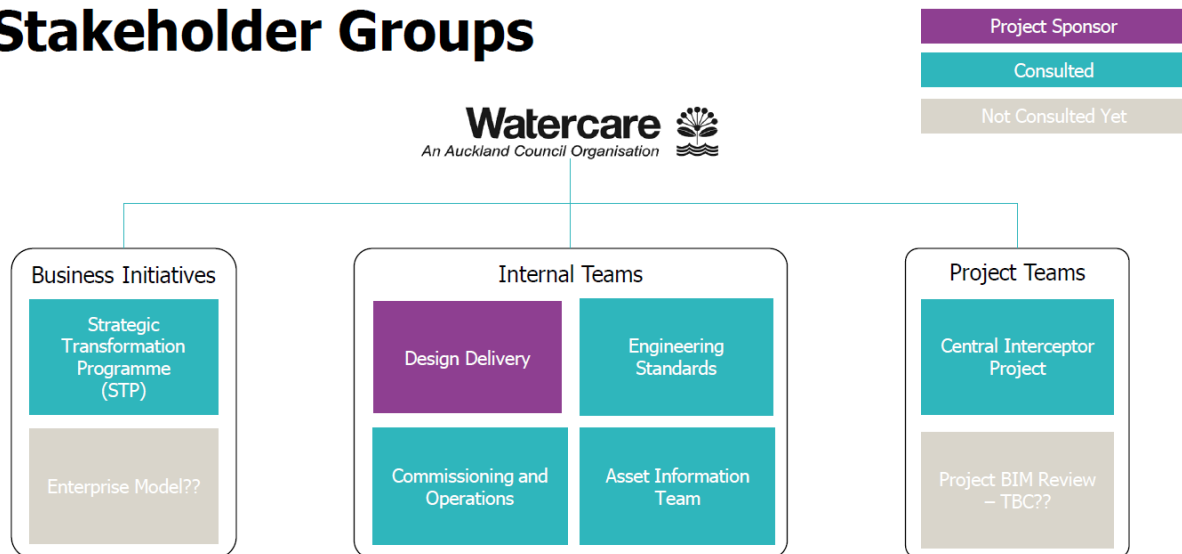 Stakeholder Groups
Project Sponsor
Consulted
Not Consulted Yet
Watercare
An Auckland Council Organisation
Business Initiatives
Strategic
Transformation
Programme
(STP)
Enterprise Model??
Internal Teams
Design Delivery
Engineering
Standards
Commissioning and
Operations
Asset Information
Team
Project Teams
Central Interceptor
Project
Project BIM Review
– TBC??